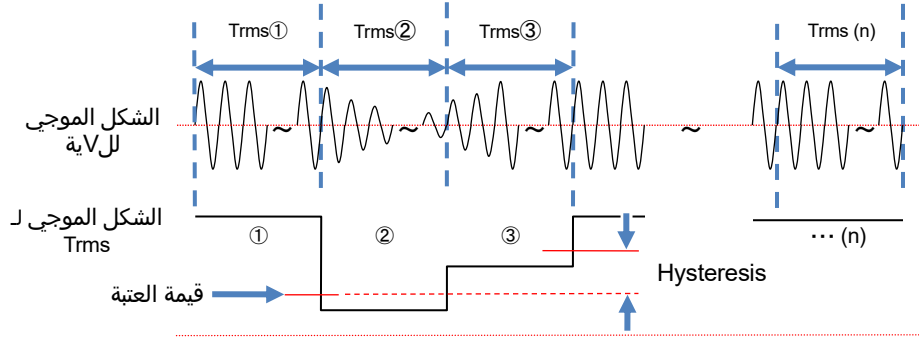 Trms①
Trms②
Trms③
Trms (n)
الشكل الموجي
للVية
~
~
~
~
~
الشكل الموجي لـ
Trms
①
②
③
··· (n)
Hysteresis
قيمة العتبة